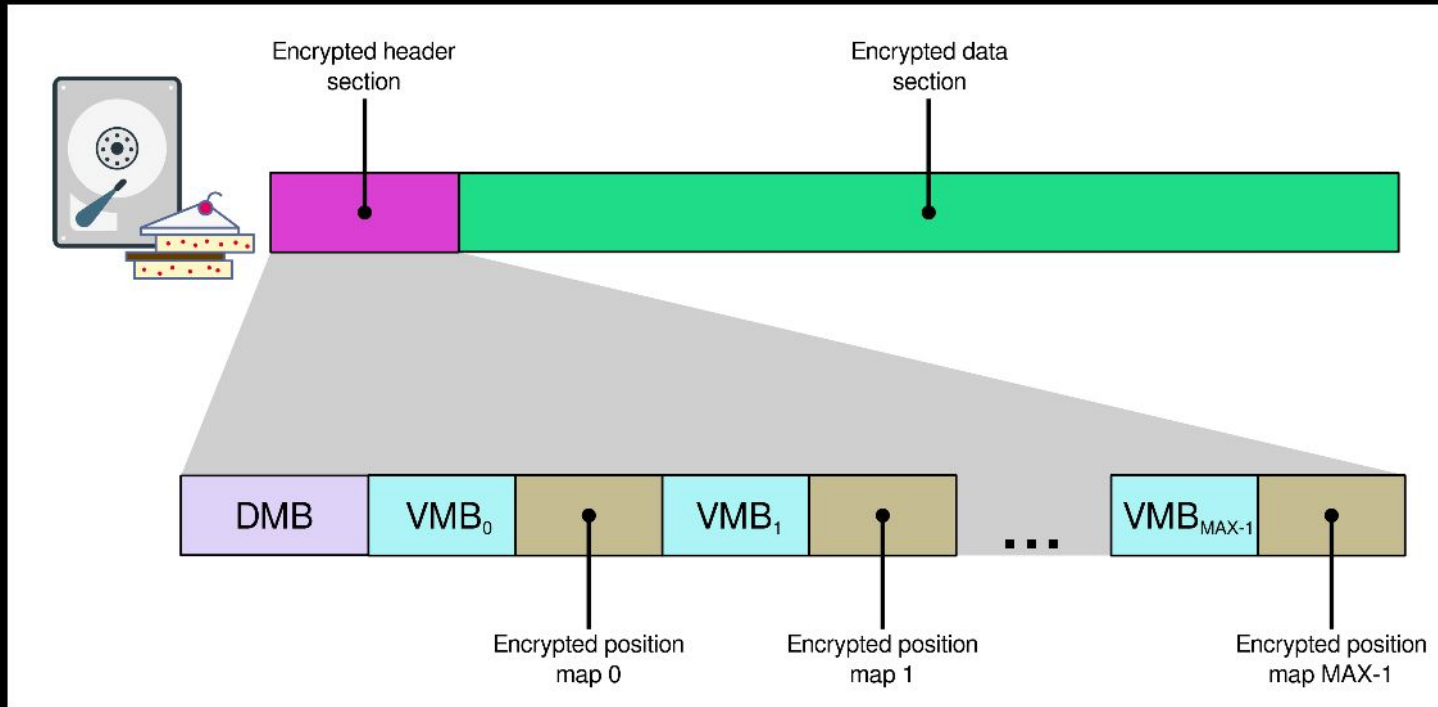 Encrypted header
section
Encrypted data
section
DMB
VMB₀
VMB₁
...
VMB_MAX-1
Encrypted position
map 0
Encrypted position
map 1
Encrypted position
map MAX-1